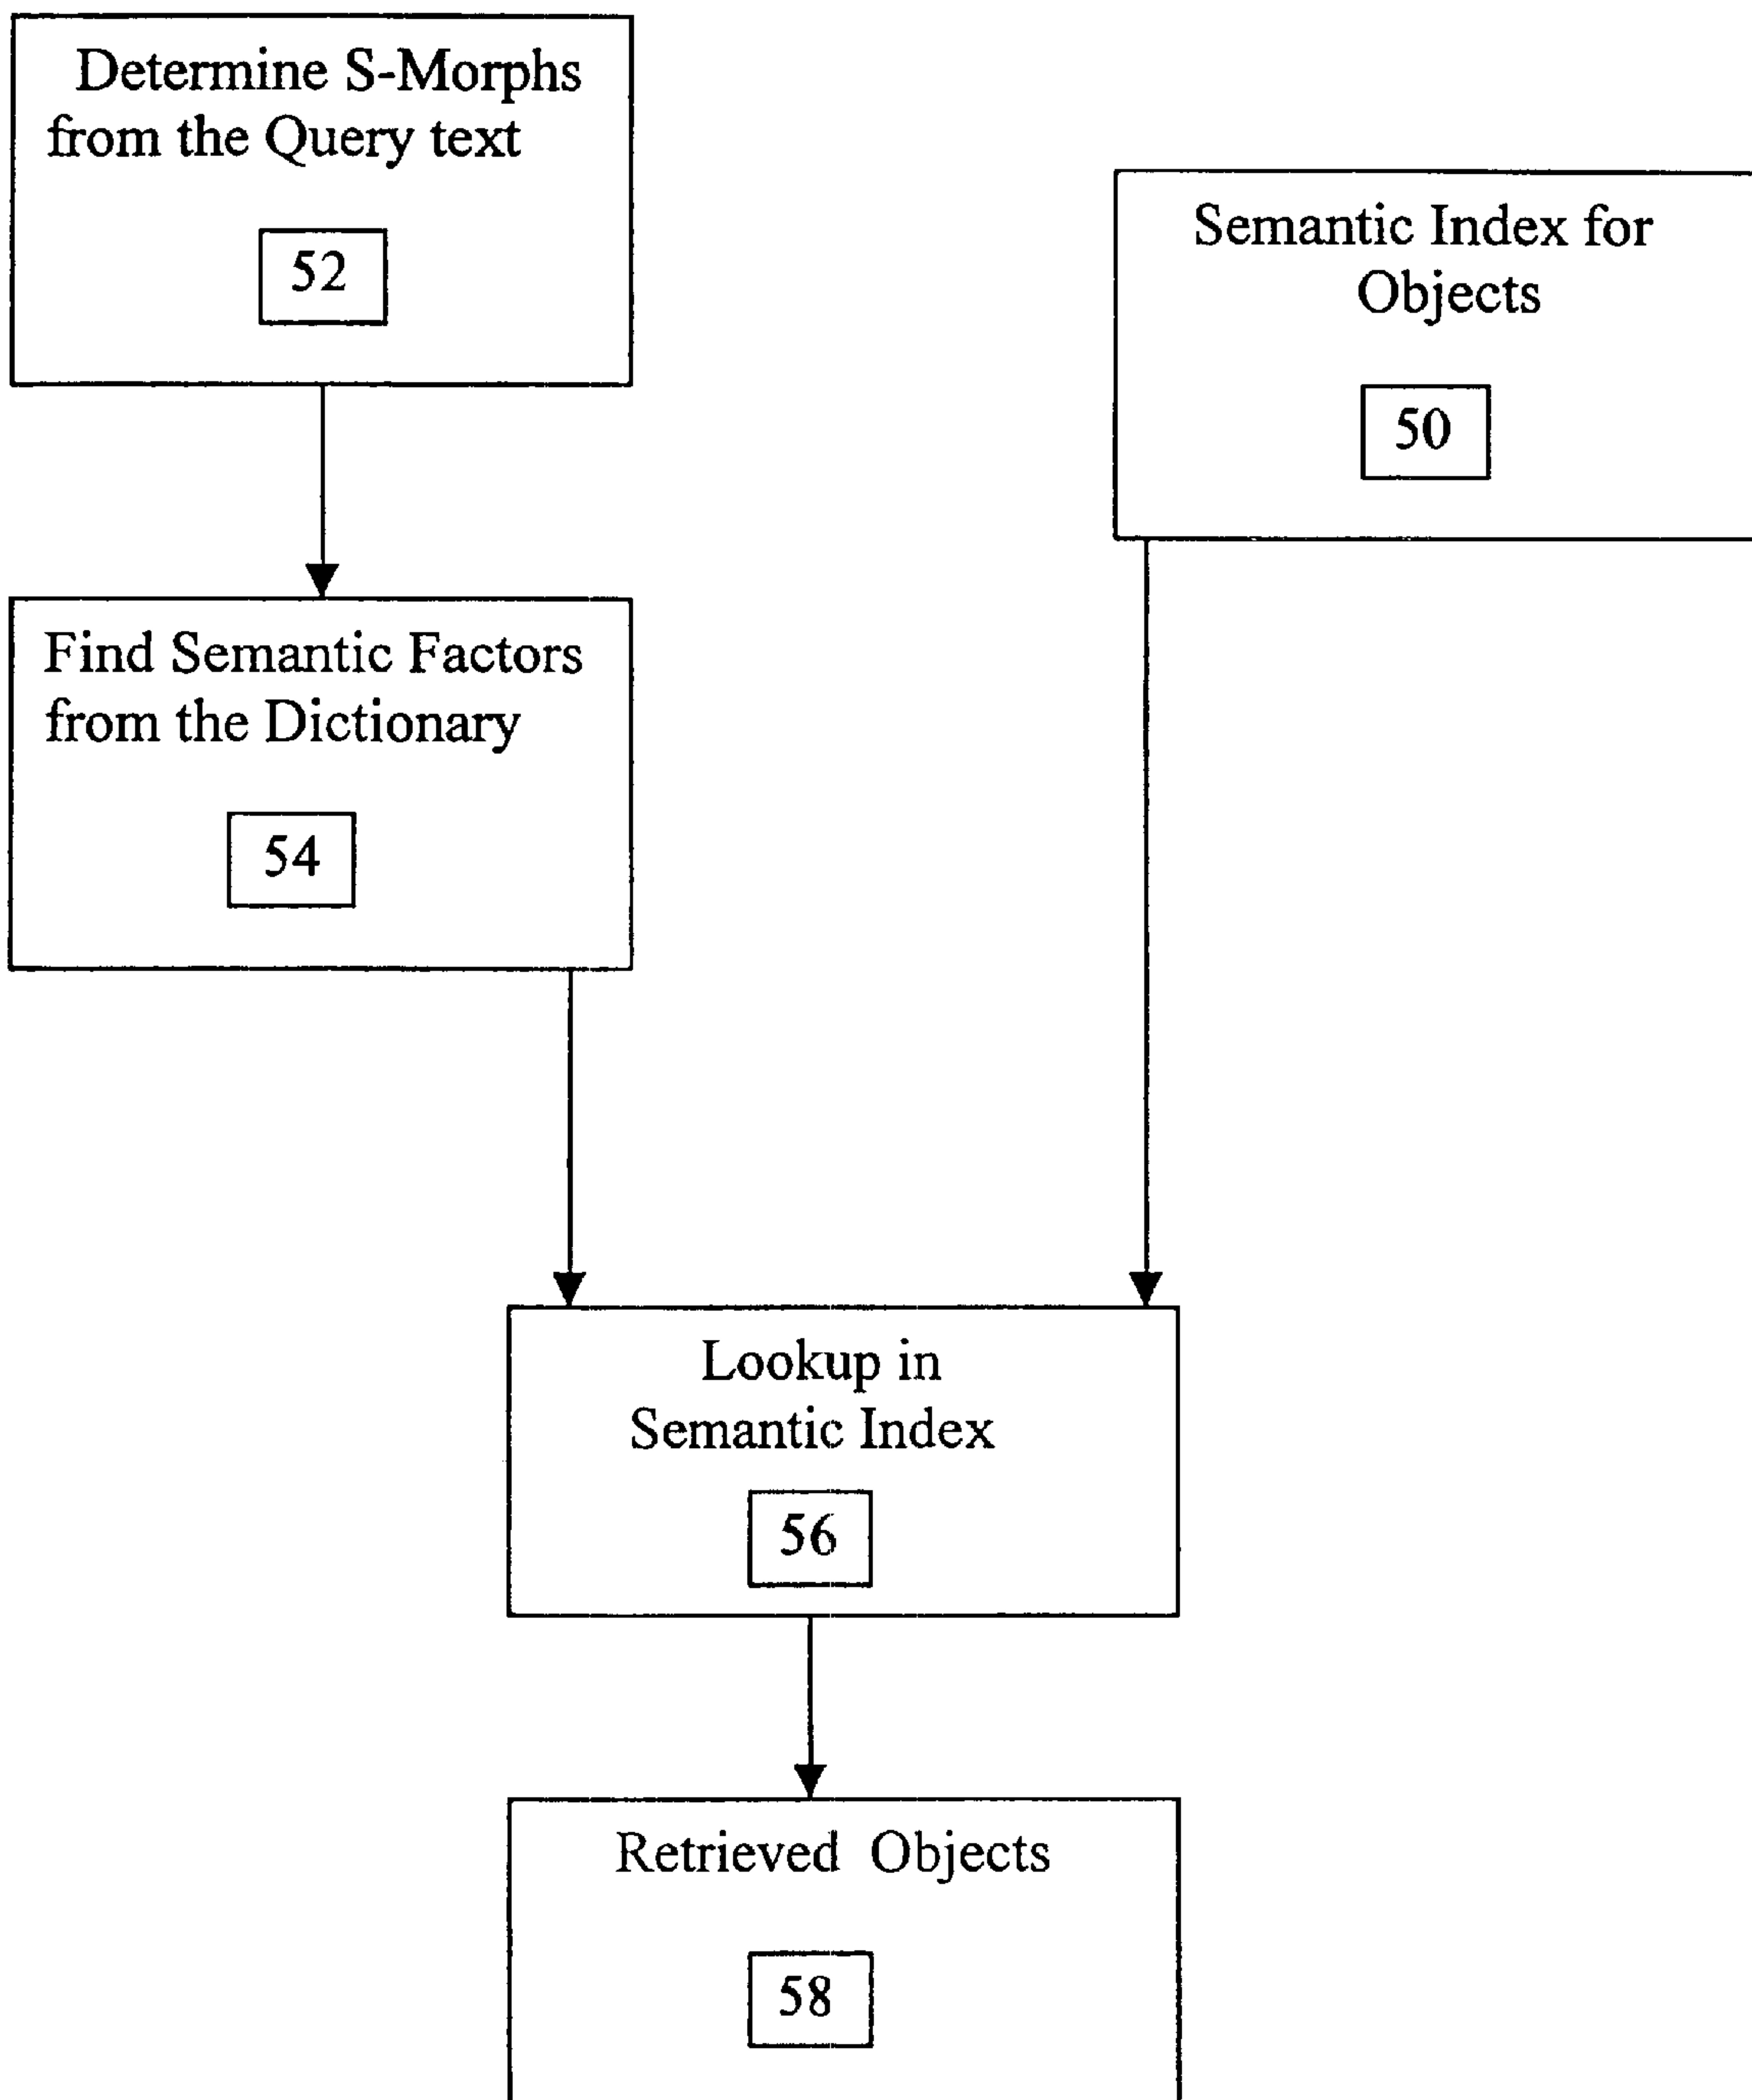 Determine S-Morphs
from the Query text
52
Semantic Index for
Objects
50
Find Semantic Factors
from the Dictionary
54
Lookup in
Semantic Index
56
Retrieved Objects
58